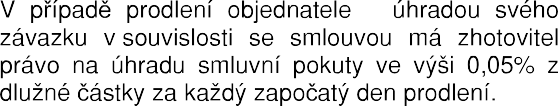 V případě prodlení objednatele úhradou svého
závazku v souvislosti se smlouvou má zhotovitel
právo na úhradu smluvní pokuty ve výši 0,05% z
dlužné částky za každý započatý den prodlení.